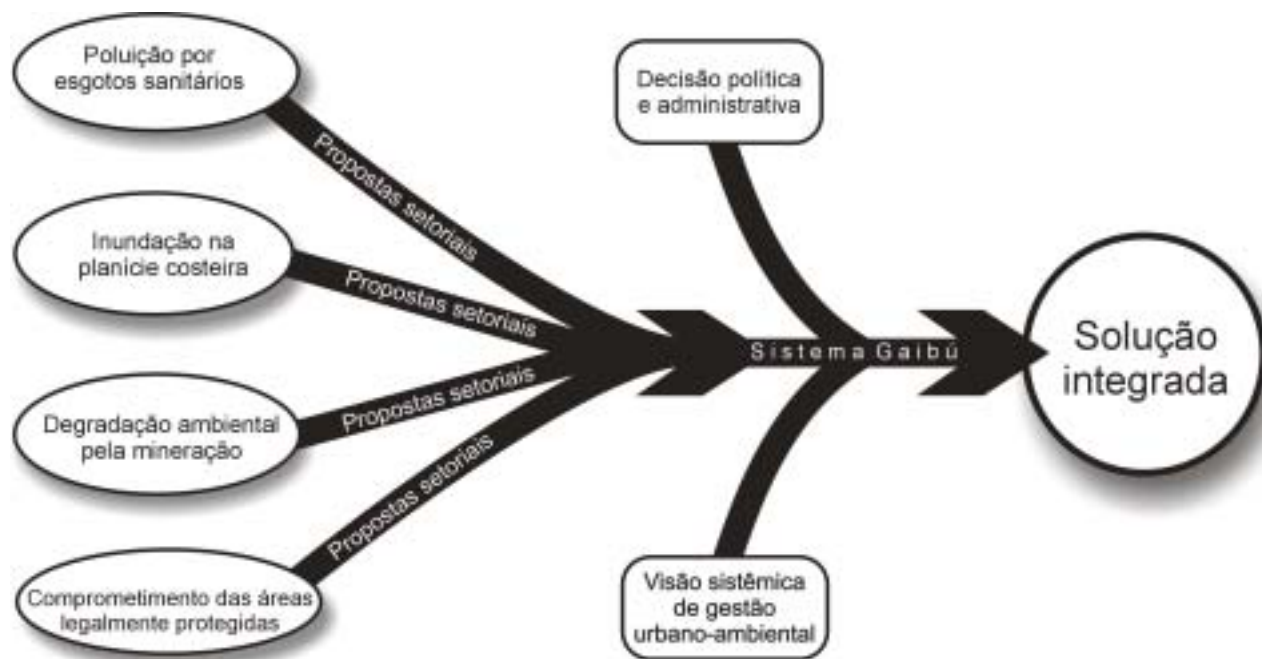 Poluição por
esgotos sanitários
Propostas setoriais
Inundação na
planície costeira
Propostas setoriais
Degradação ambiental
pela mineração
Propostas setoriais
Comprometimento das áreas
legalmente protegidas
Propostas setoriais
Decisão política
e administrativa
Sistema Gaibú
Visão sistêmica
de gestão
urbano-ambiental
Solução
integrada